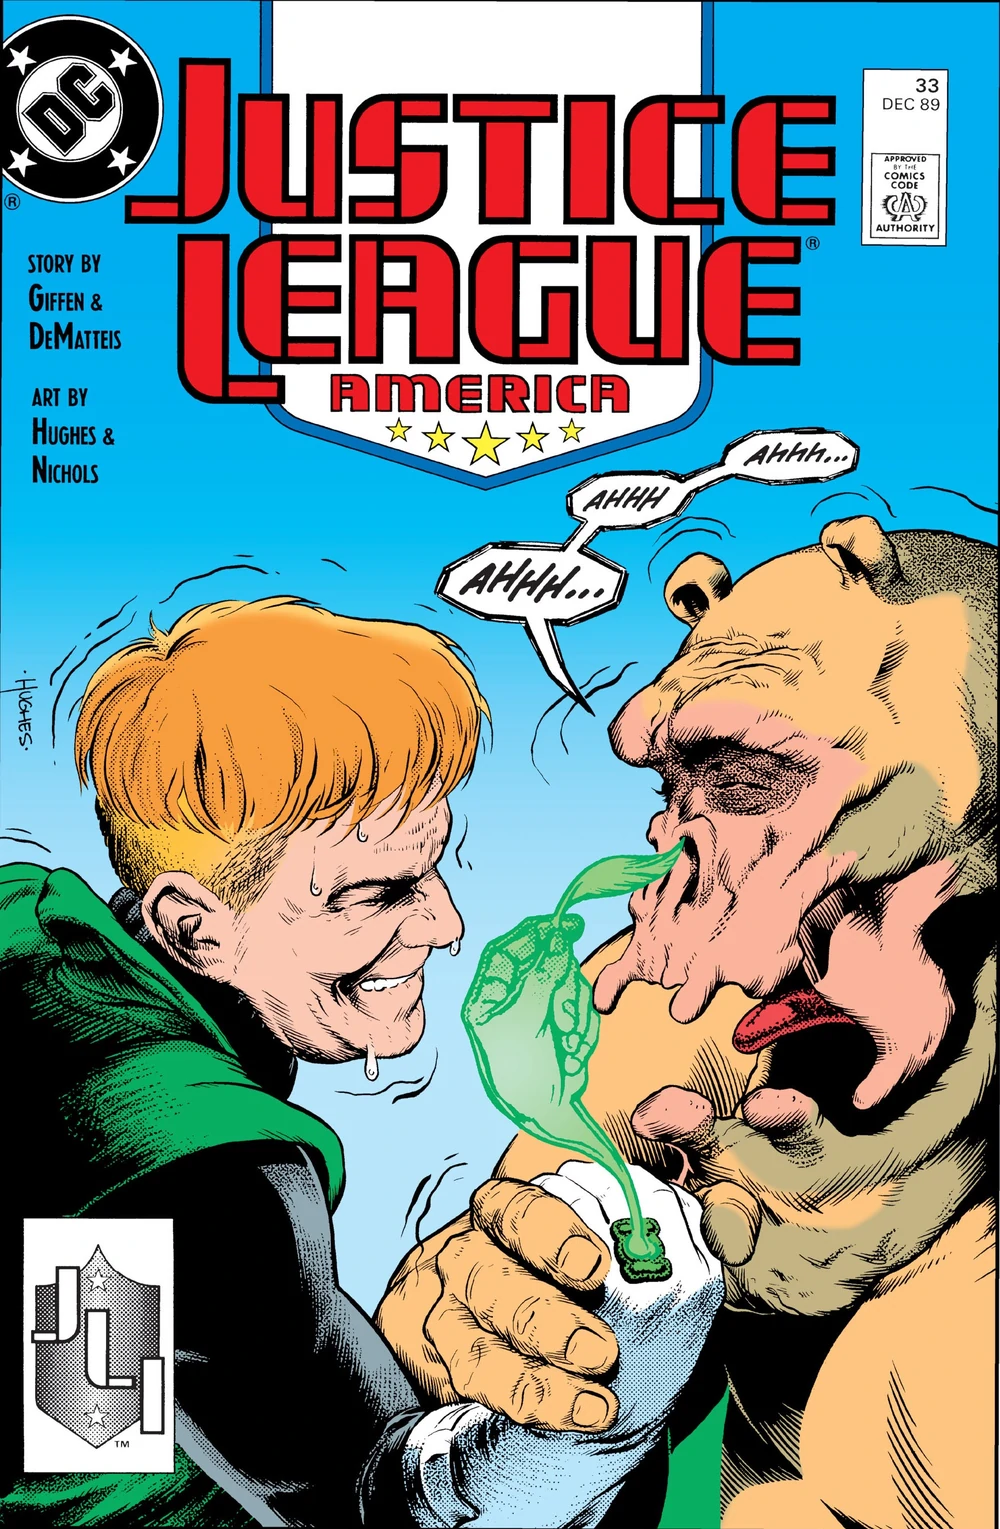 DC
®
JUSTICE
LEAGUE
®
AMERICA
33
DEC 89
APPROVED
BY THE
COMICS
CODE
CA
AUTHORITY
STORY BY
GIFFEN &
DEMATTEIS
ART BY
HUGHES &
NICHOLS
AHHH...
AHHH
AHHH...
·HUGHES·
JLI
TM